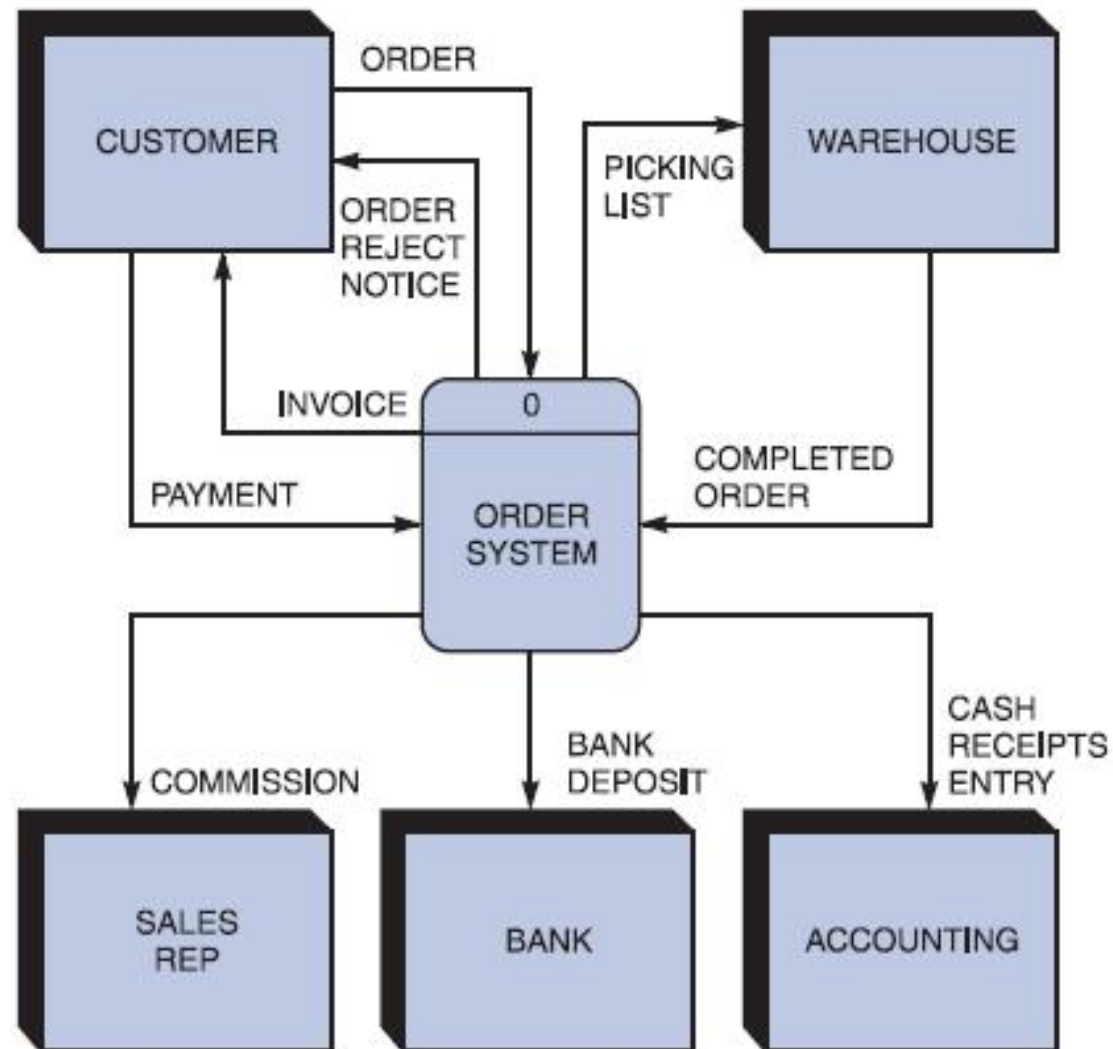 ORDER
CUSTOMER
WAREHOUSE
PICKING
LIST
ORDER
REJECT
NOTICE
INVOICE
0
PAYMENT
ORDER
SYSTEM
COMPLETED
ORDER
COMMISSION
BANK
DEPOSIT
CASH
RECEIPTS
ENTRY
SALES
REP
BANK
ACCOUNTING